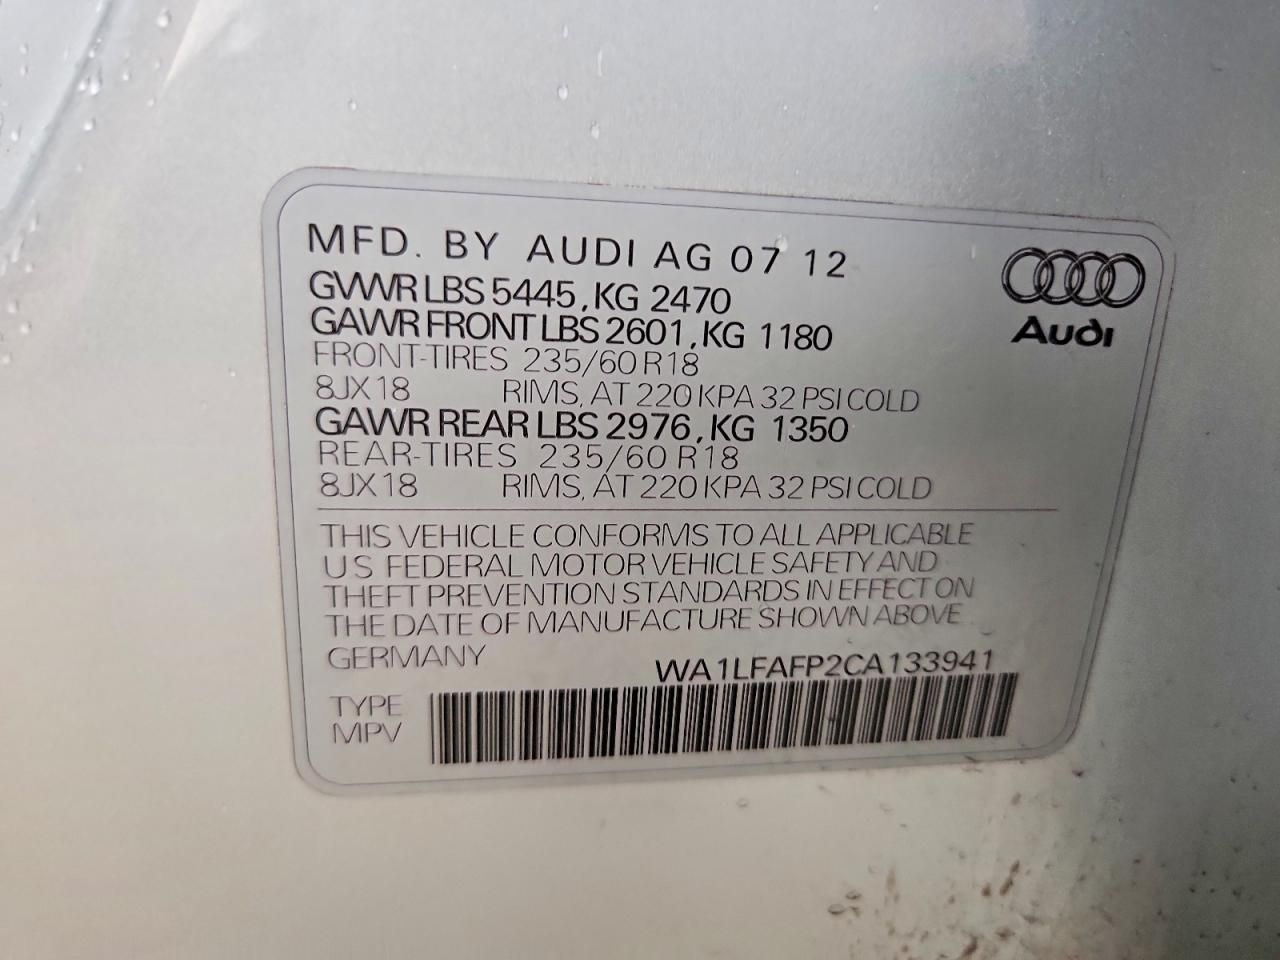 MFD. BY AUDI AG 07 12
GVWR LBS 5445, KG 2470
GAWR FRONT LBS 2601, KG 1180
FRONT-TIRES 235/60 R18
8JX18 RIMS, AT 220 KPA 32 PSI COLD
GAWR REAR LBS 2976, KG 1350
REAR-TIRES 235/60 R18
8JX18 RIMS, AT 220 KPA 32 PSI COLD
Audi
THIS VEHICLE CONFORMS TO ALL APPLICABLE
U.S FEDERAL MOTOR VEHICLE SAFETY AND
THEFT PREVENTION STANDARDS IN EFFECT ON
THE DATE OF MANUFACTURE SHOWN ABOVE
GERMANY WA1LFAFP2CA133941
TYPE
MPV